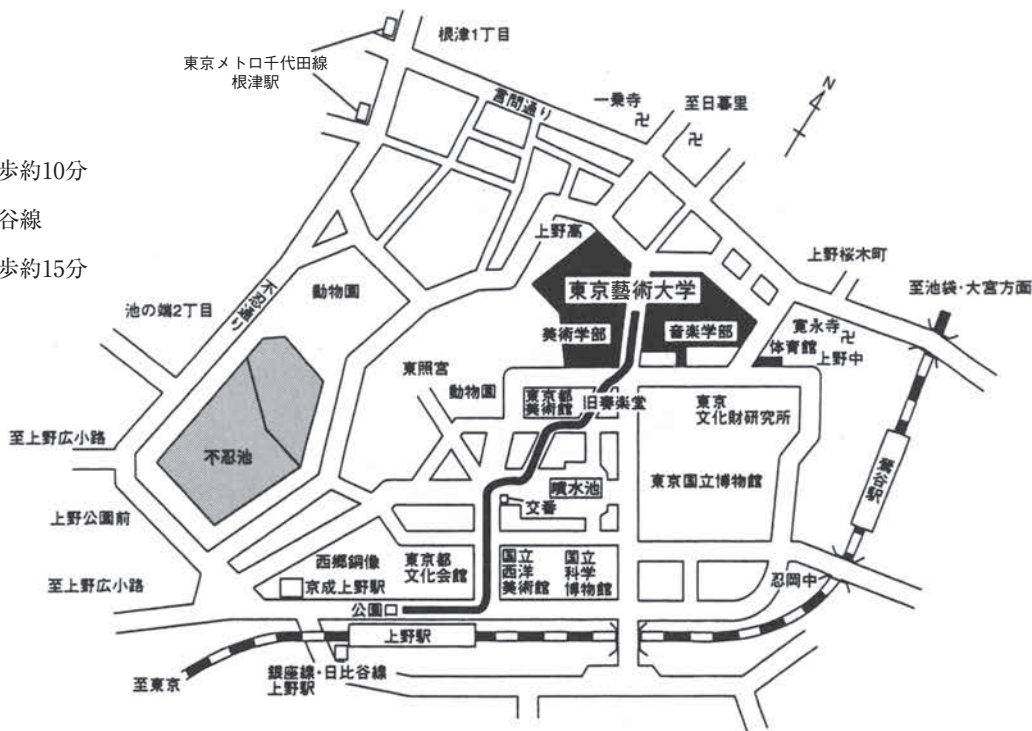 根津1丁目
東京メトロ千代田線
根津駅
言問通り
一乗寺
至日暮里
N
歩約10分
谷線
歩約15分
上野高
上野桜木町
至池袋・大宮方面
東京藝術大学
美術学部
音楽学部
寛永寺
体育館
上野中
池の端2丁目
不忍通り
動物園
東照宮
動物園
東京都
美術館
旧奏楽堂
東京
文化財研究所
至上野広小路
不忍池
噴水池
交番
東京国立博物館
鶯谷駅
上野公園前
西郷銅像
東京都
文化会館
国立
西洋
美術館
国立
科学
博物館
忍岡中
至上野広小路
京成上野駅
公園口
上野駅
至東京
銀座線・日比谷線
上野駅